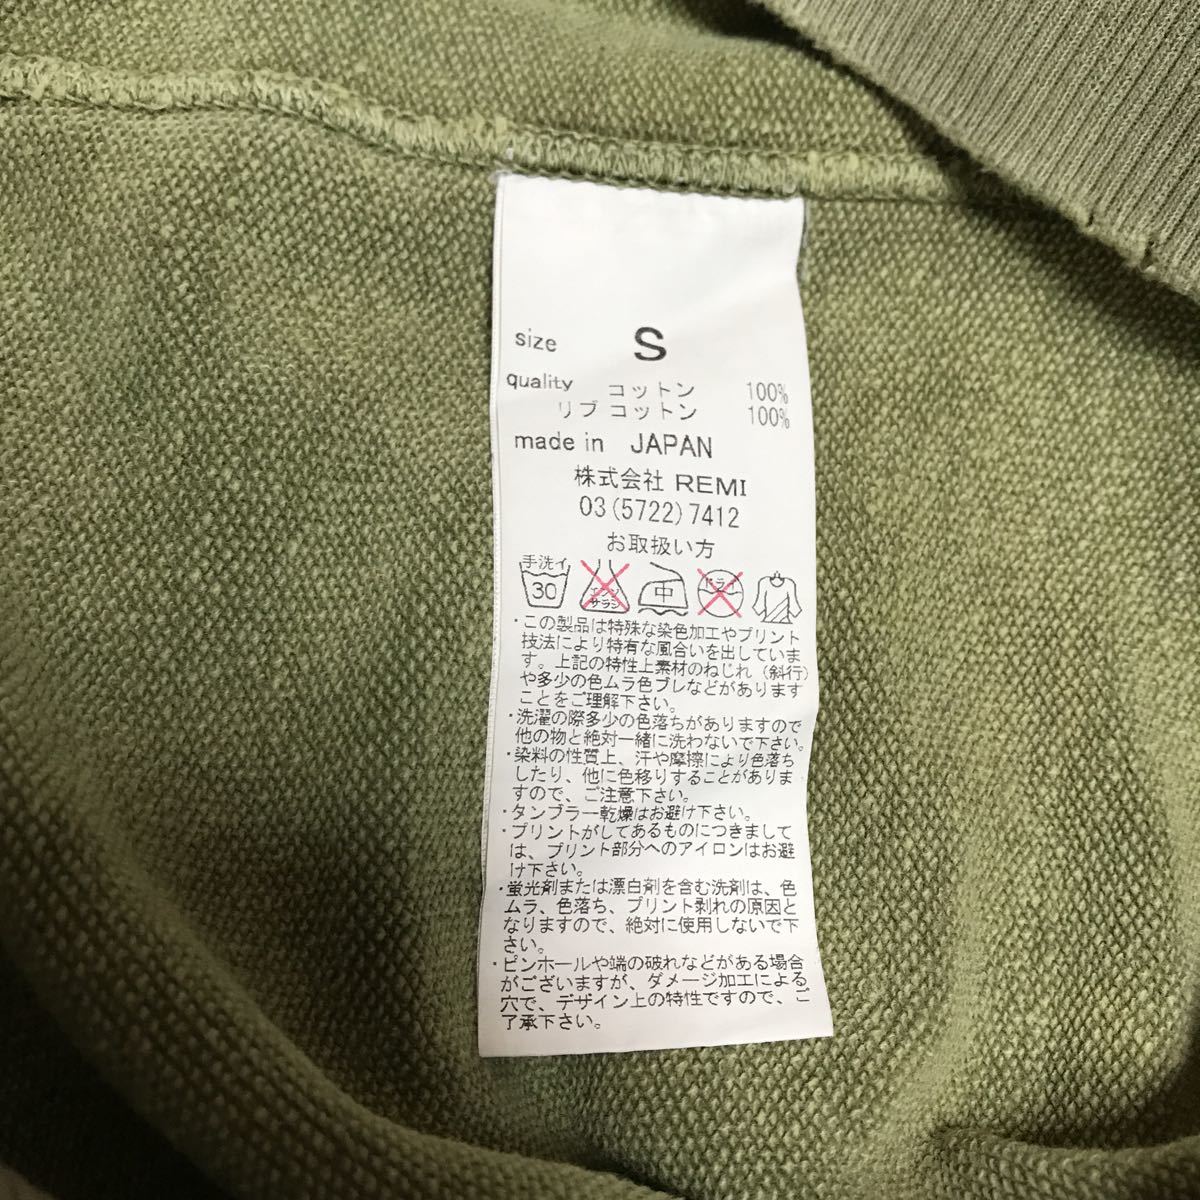 size S
quality コットン 100%
リブ コットン 100%
made in JAPAN
株式会社 REMI
03(5722)7412
お取扱い方
手洗イ
30
エンソ
サラシ
中
ドライ
・この製品は特殊な染色加工やプリント
技法により特有な風合いを出していま
す。上記の特性上素材のねじれ（斜行）
や多少の色ムラ色ブレなどがあります
ことをご理解下さい。
・洗濯の際多少の色落ちがありますので
他の物と絶対一緒に洗わないで下さい。
・染料の性質上、汗や摩擦により色落ち
したり、他に色移りすることがありま
すので、ご注意下さい。
・タンブラー乾燥はお避け下さい。
・プリントがしてあるものにつきまして
は、プリント部分へのアイロンはお避
け下さい。
・蛍光剤または漂白剤を含む洗剤は、色
ムラ、色落ち、プリント剥れの原因と
なりますので、絶対に使用しないで下
さい。
・ピンホールや端の破れなどがある場合
がございますが、ダメージ加工による
穴で、デザイン上の特性ですので、ご
了承下さい。